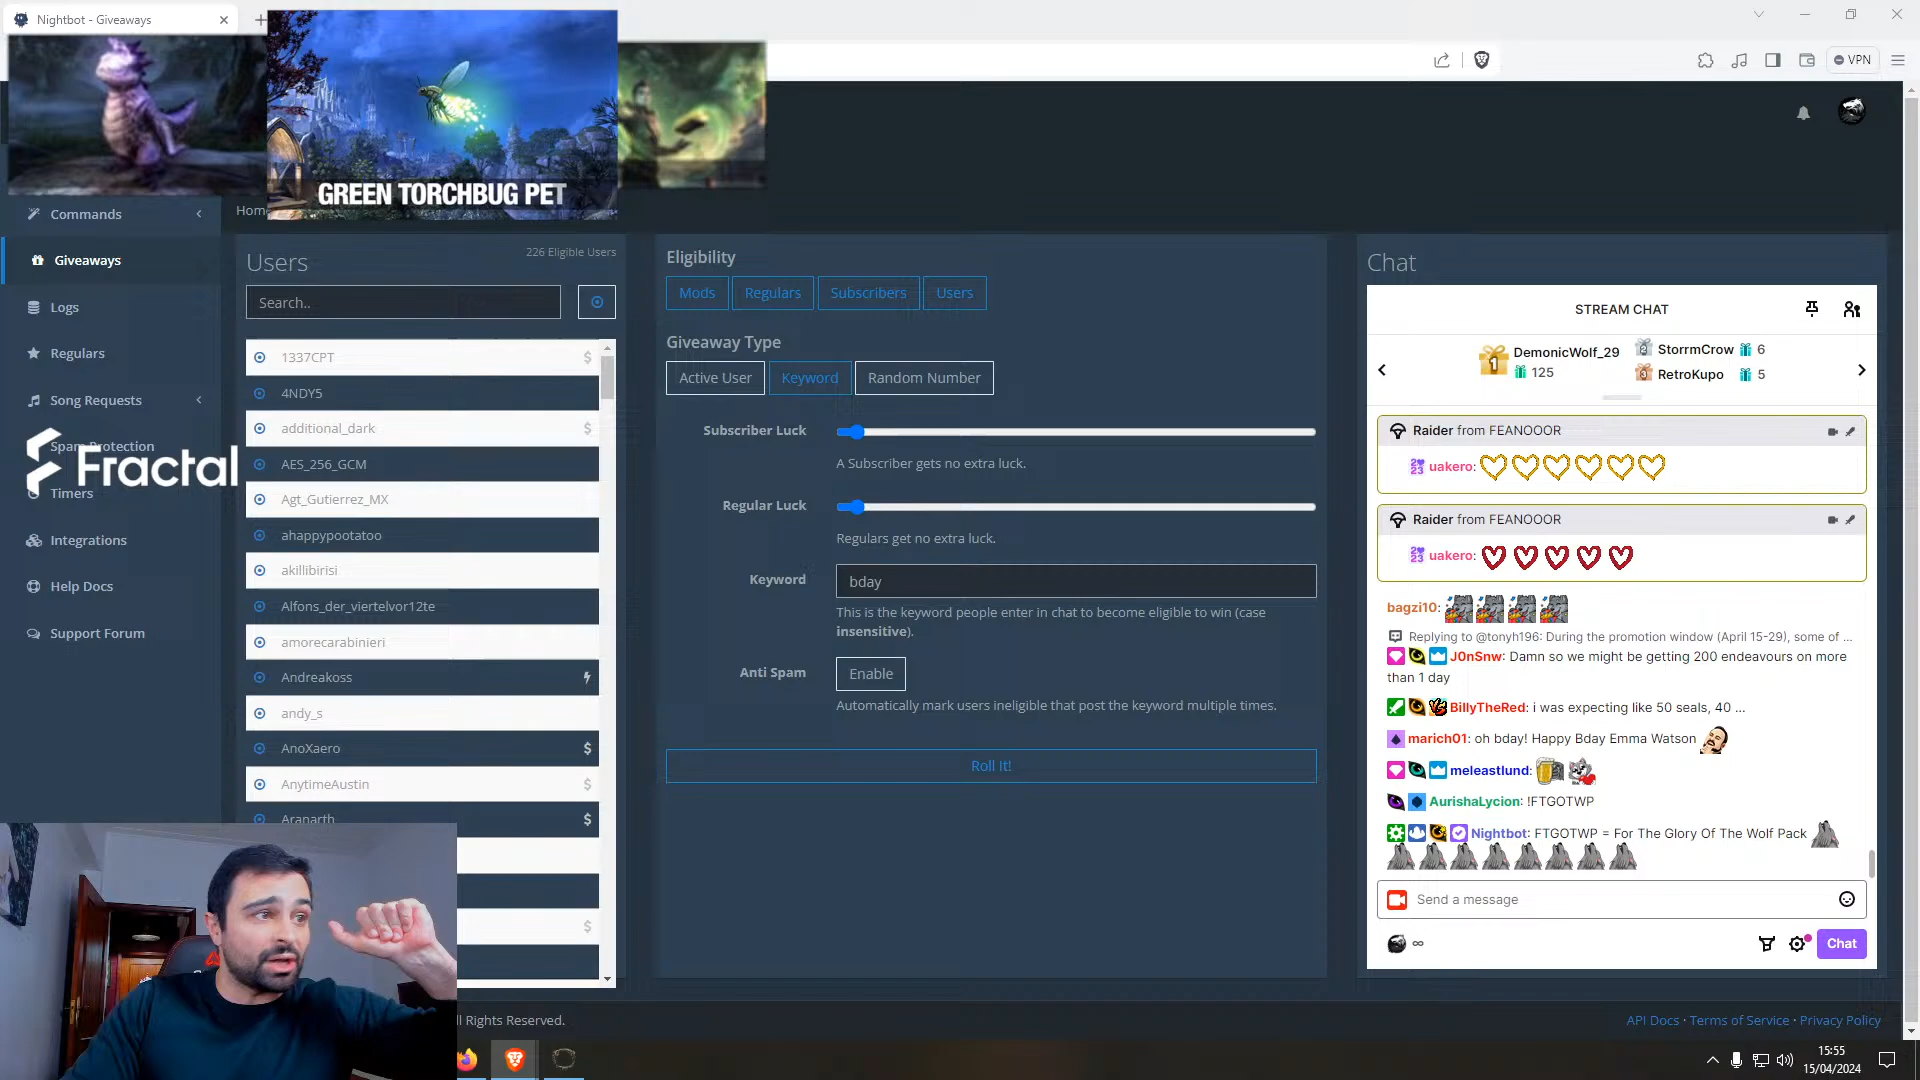 Nightbot - Giveaways
VPN
GREEN TORCHBUG PET
Commands
Giveaways
Logs
Regulars
Song Requests
Spam Protection
Fractal
Timers
Integrations
Help Docs
Support Forum
Users
226 Eligible Users
Search..
1337CPT
4NDY5
additional_dark
AES_256_GCM
Agt_Gutierrez_MX
ahappypootatoo
akillibirisi
Alfons_der_viertelvor12te
amorecarabinieri
Andreakoss
andy_s
AnoXaero
AnytimeAustin
Aranarth
Eligibility
Mods Regulars Subscribers Users
Giveaway Type
Active User Keyword Random Number
Subscriber Luck
A Subscriber gets no extra luck.
Regular Luck
Regulars get no extra luck.
Keyword
bday
This is the keyword people enter in chat to become eligible to win (case
insensitive).
Anti Spam
Enable
Automatically mark users ineligible that post the keyword multiple times.
Roll It!
Chat
STREAM CHAT
1 DemonicWolf_29 125
2 StorrmCrow 6
3 RetroKupo 5
Raider from FEANOOOR
uakero:
Raider from FEANOOOR
uakero:
bagzi10:
Replying to @tonyh196: During the promotion window (April 15-29), some of ...
J0nSnw: Damn so we might be getting 200 endeavours on more
than 1 day
BillyTheRed: i was expecting like 50 seals, 40 ...
marich01: oh bday! Happy Bday Emma Watson
meleastlund:
AurishaLycion: !FTGOTWP
Nightbot: FTGOTWP = For The Glory Of The Wolf Pack
Send a message
∞
Chat
ll Rights Reserved.
API Docs · Terms of Service · Privacy Policy
15:55
15/04/2024